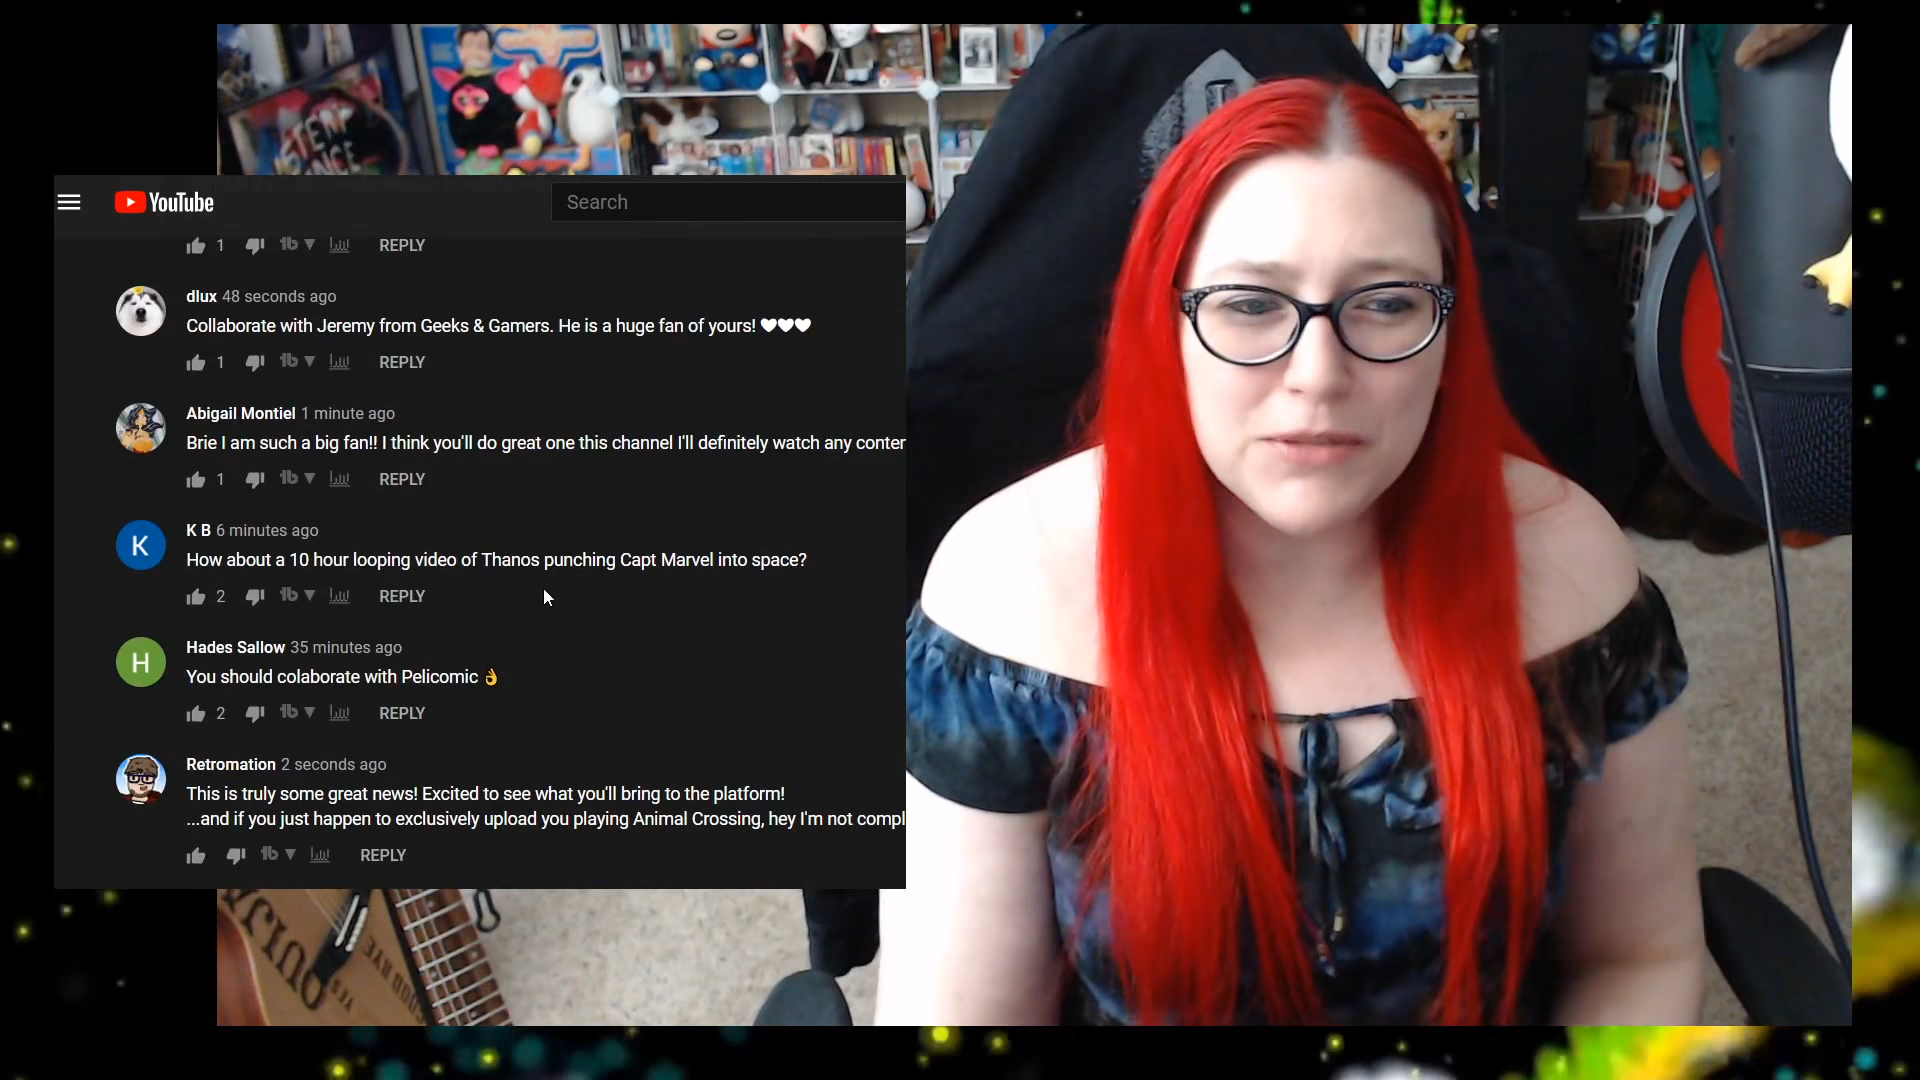 YouTube
Search
1 REPLY
dlux 48 seconds ago
Collaborate with Jeremy from Geeks & Gamers. He is a huge fan of yours! 🤍🤍🤍
1 REPLY
Abigail Montiel 1 minute ago
Brie I am such a big fan!! I think you'll do great one this channel I'll definitely watch any conter
1 REPLY
K
K B 6 minutes ago
How about a 10 hour looping video of Thanos punching Capt Marvel into space?
2 REPLY
H
Hades Sallow 35 minutes ago
You should colaborate with Pelicomic 👌
2 REPLY
Retromation 2 seconds ago
This is truly some great news! Excited to see what you'll bring to the platform!
...and if you just happen to exclusively upload you playing Animal Crossing, hey I'm not compl
REPLY